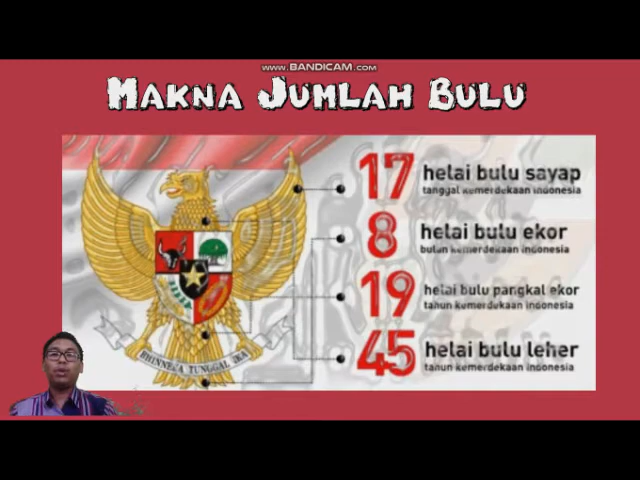 www.BANDICAM.com
MAKNA JUMLAH BULU
17 helai bulu sayap
tanggal kemerdekaan indonesia
8 helai bulu ekor
bulan kemerdekaan indonesia
19 helai bulu pangkal ekor
tahun kemerdekaan indonesia
45 helai bulu leher
tahun kemerdekaan indonesia
BHINNEKA TUNGGAL IKA